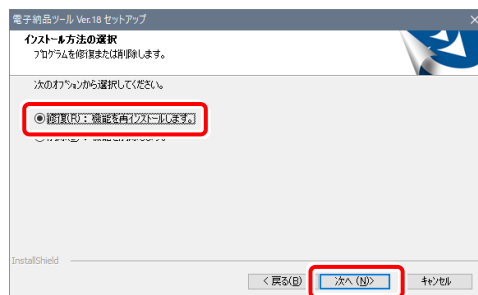 電子納品ツール Ver.18 セットアップ
インストール方法の選択
プログラムを修復または削除します。
次のオプションから選択してください。
修復(R)：機能を再インストールします。
InstallShield
< 戻る(B)
次へ (N)>
キャンセル